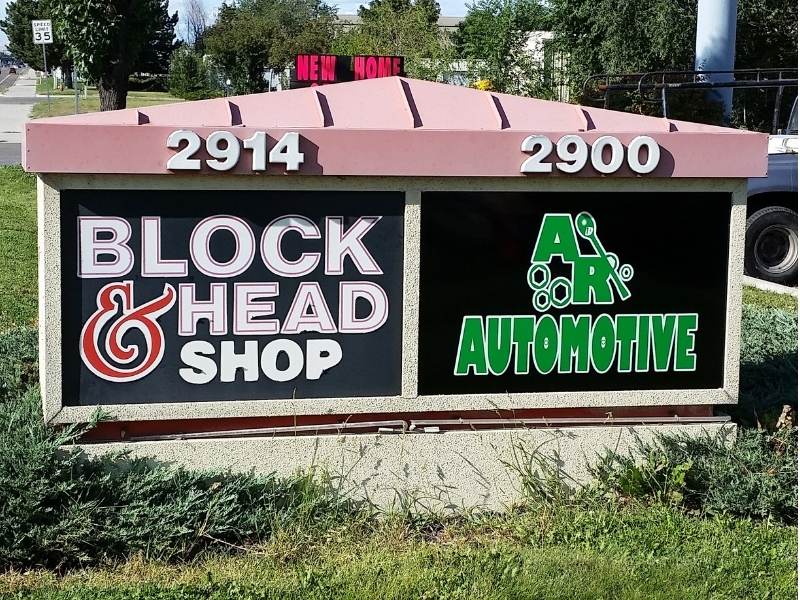 SPEED
LIMIT
35
NEW HOME
2914
2900
BLOCK
& HEAD
SHOP
AR
AUTOMOTIVE